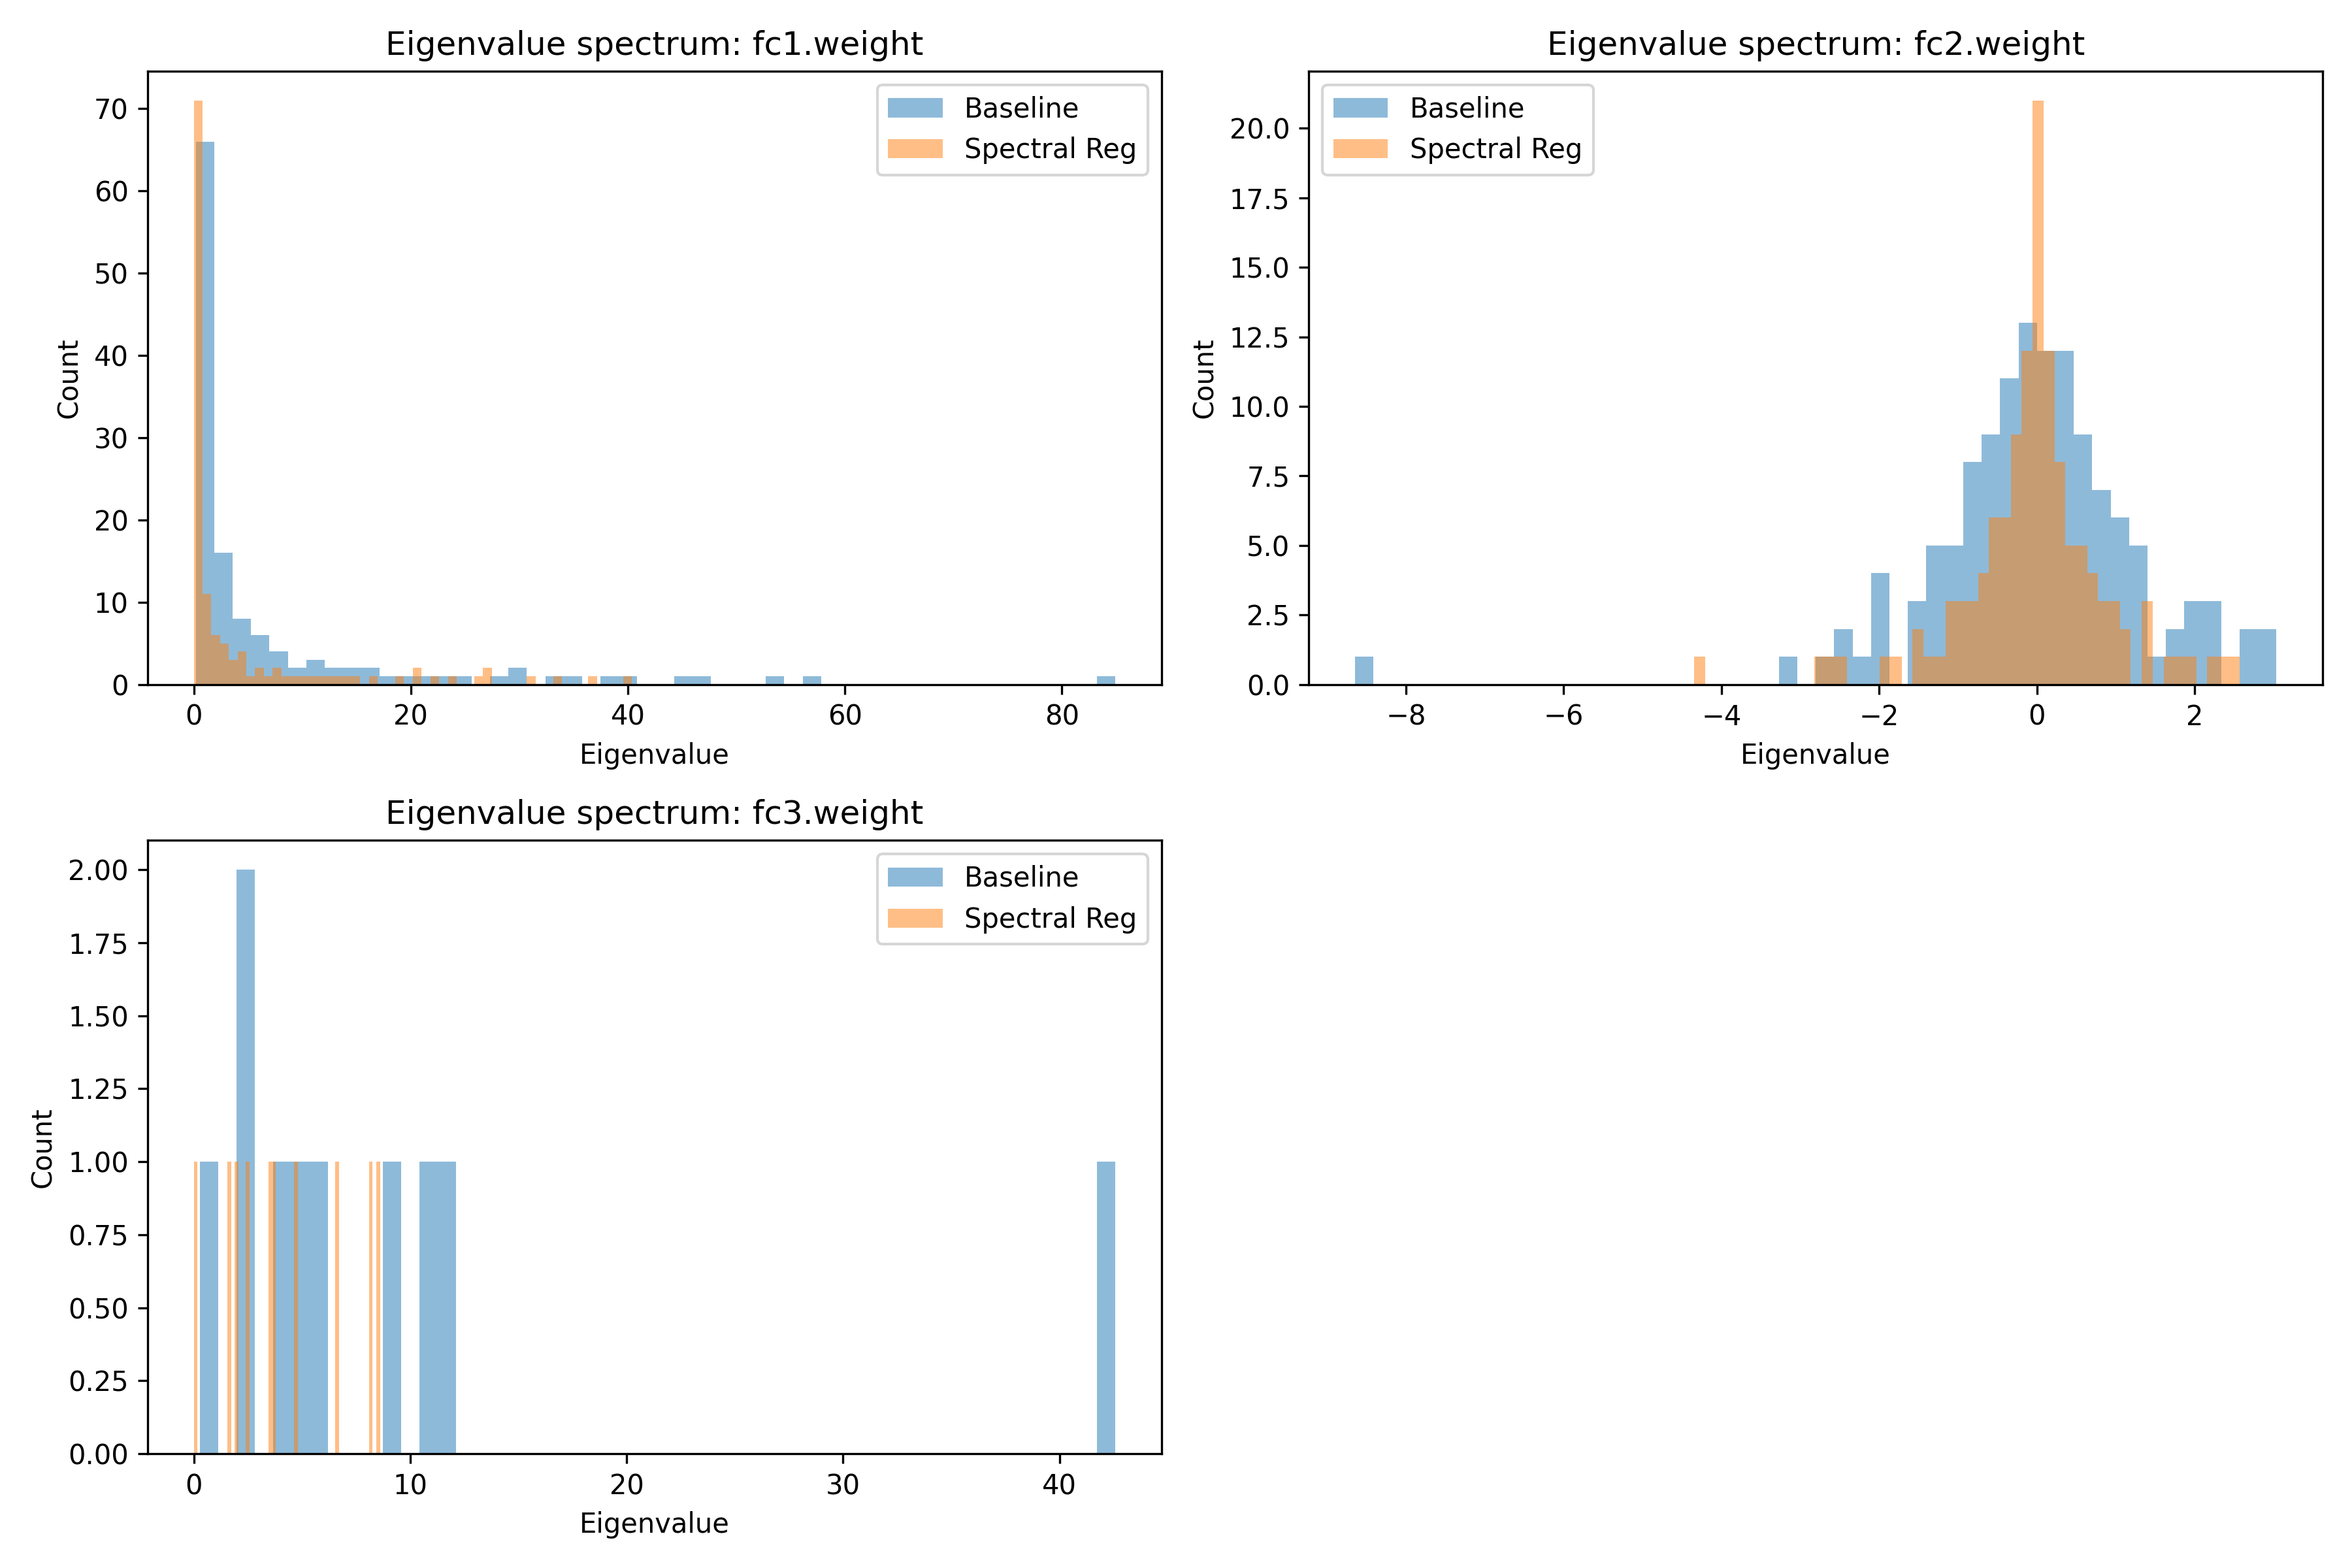 Eigenvalue spectrum: fc1.weight
70
60
50
40
30
20
10
0
Count
0 20 40 60 80
Eigenvalue
Baseline
Spectral Reg
Eigenvalue spectrum: fc2.weight
20.0
17.5
15.0
12.5
10.0
7.5
5.0
2.5
0.0
Count
−8 −6 −4 −2 0 2
Eigenvalue
Baseline
Spectral Reg
Eigenvalue spectrum: fc3.weight
2.00
1.75
1.50
1.25
1.00
0.75
0.50
0.25
0.00
Count
0 10 20 30 40
Eigenvalue
Baseline
Spectral Reg